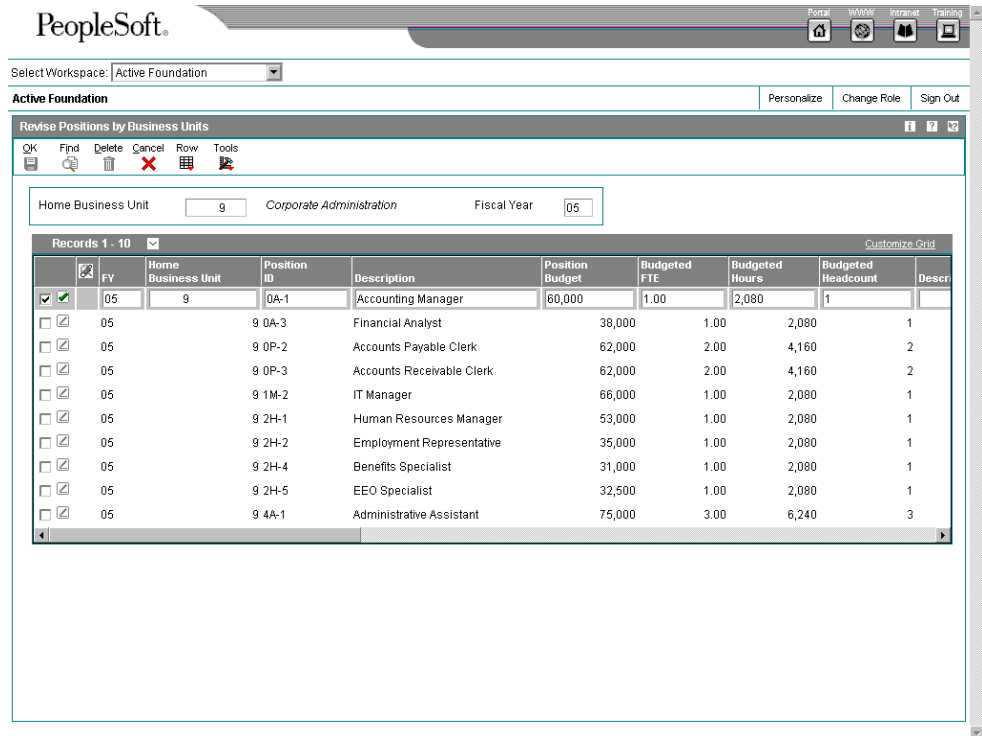 PeopleSoft.
Portal WWW Intranet Training
Select Workspace: Active Foundation
Active Foundation Personalize Change Role Sign Out
Revise Positions by Business Units i ? ?
OK Find Delete Cancel Row Tools
Home Business Unit 9 Corporate Administration Fiscal Year 05
Records 1 - 10 Customize Grid
FY Home Business Unit Position ID Description Position Budget Budgeted FTE Budgeted Hours Budgeted Headcount Descri
05 9 0A-1 Accounting Manager 60,000 1.00 2,080 1
05 9 0A-3 Financial Analyst 38,000 1.00 2,080 1
05 9 0P-2 Accounts Payable Clerk 62,000 2.00 4,160 2
05 9 0P-3 Accounts Receivable Clerk 62,000 2.00 4,160 2
05 9 1M-2 IT Manager 66,000 1.00 2,080 1
05 9 2H-1 Human Resources Manager 53,000 1.00 2,080 1
05 9 2H-2 Employment Representative 35,000 1.00 2,080 1
05 9 2H-4 Benefits Specialist 31,000 1.00 2,080 1
05 9 2H-5 EEO Specialist 32,500 1.00 2,080 1
05 9 4A-1 Administrative Assistant 75,000 3.00 6,240 3